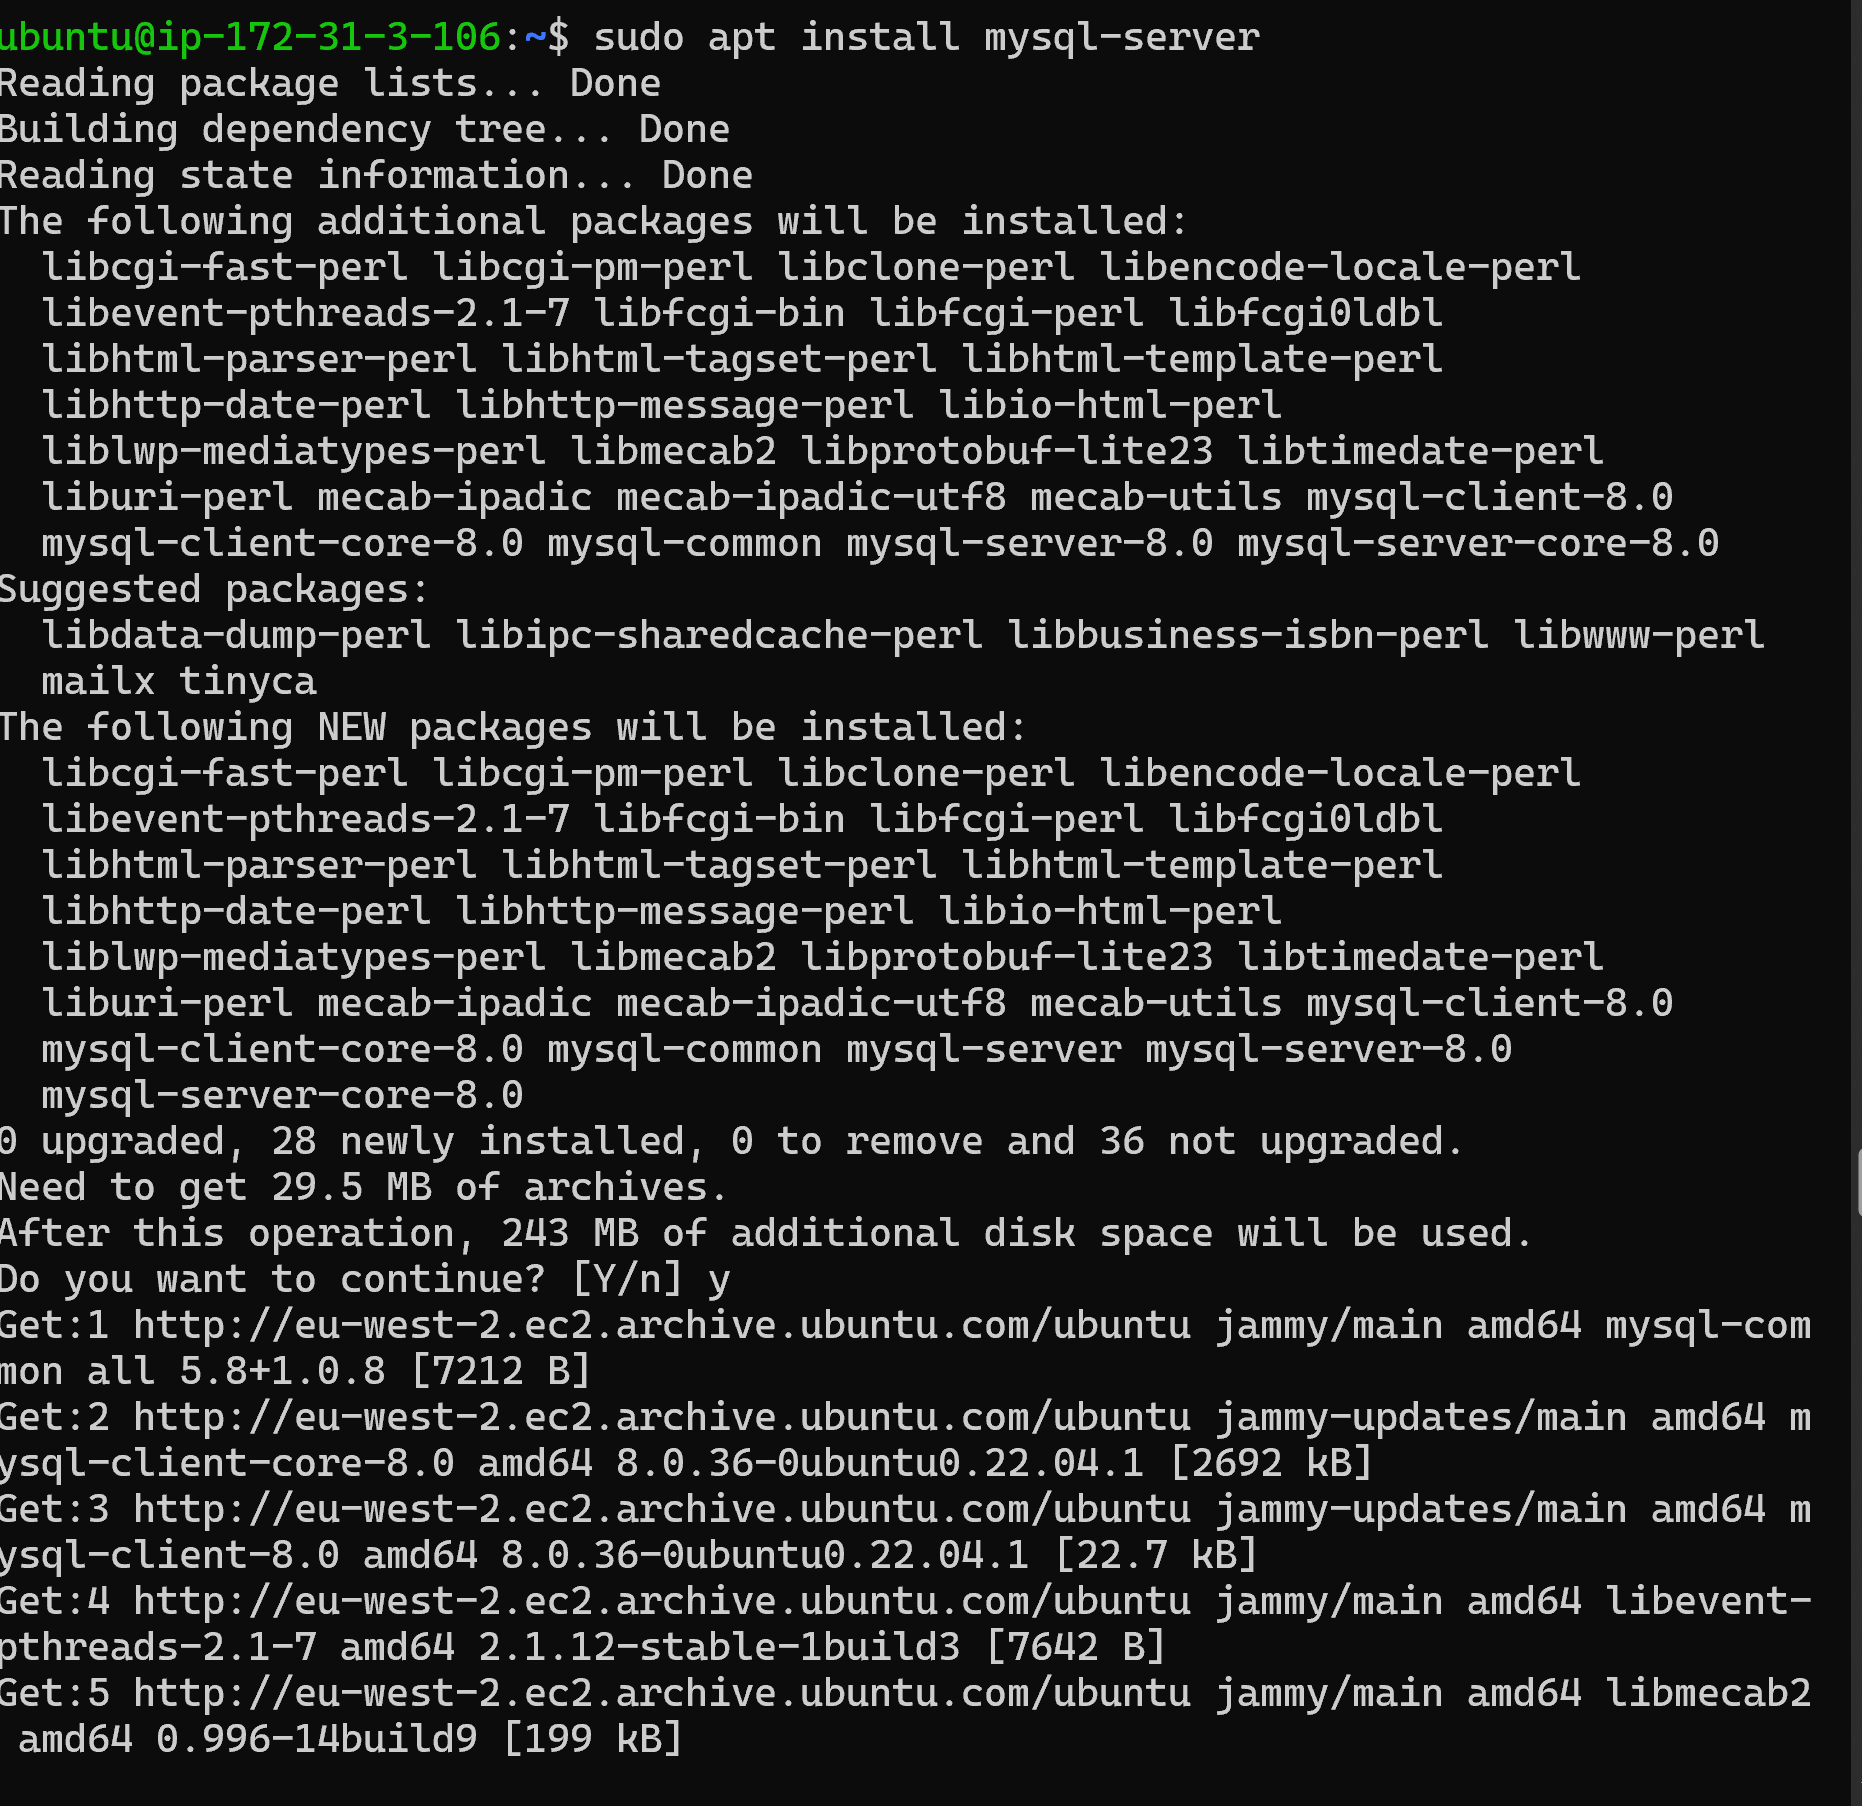 ubuntu@ip-172-31-3-106:~$ sudo apt install mysql-server
Reading package lists... Done
Building dependency tree... Done
Reading state information... Done
The following additional packages will be installed:
  libcgi-fast-perl libcgi-pm-perl libclone-perl libencode-locale-perl
  libevent-pthreads-2.1-7 libfcgi-bin libfcgi-perl libfcgi0ldbl
  libhtml-parser-perl libhtml-tagset-perl libhtml-template-perl
  libhttp-date-perl libhttp-message-perl libio-html-perl
  liblwp-mediatypes-perl libmecab2 libprotobuf-lite23 libtimedate-perl
  liburi-perl mecab-ipadic mecab-ipadic-utf8 mecab-utils mysql-client-8.0
  mysql-client-core-8.0 mysql-common mysql-server-8.0 mysql-server-core-8.0
Suggested packages:
  libdata-dump-perl libipc-sharedcache-perl libbusiness-isbn-perl libwww-perl
  mailx tinyca
The following NEW packages will be installed:
  libcgi-fast-perl libcgi-pm-perl libclone-perl libencode-locale-perl
  libevent-pthreads-2.1-7 libfcgi-bin libfcgi-perl libfcgi0ldbl
  libhtml-parser-perl libhtml-tagset-perl libhtml-template-perl
  libhttp-date-perl libhttp-message-perl libio-html-perl
  liblwp-mediatypes-perl libmecab2 libprotobuf-lite23 libtimedate-perl
  liburi-perl mecab-ipadic mecab-ipadic-utf8 mecab-utils mysql-client-8.0
  mysql-client-core-8.0 mysql-common mysql-server mysql-server-8.0
  mysql-server-core-8.0
0 upgraded, 28 newly installed, 0 to remove and 36 not upgraded.
Need to get 29.5 MB of archives.
After this operation, 243 MB of additional disk space will be used.
Do you want to continue? [Y/n] y
Get:1 http://eu-west-2.ec2.archive.ubuntu.com/ubuntu jammy/main amd64 mysql-com
mon all 5.8+1.0.8 [7212 B]
Get:2 http://eu-west-2.ec2.archive.ubuntu.com/ubuntu jammy-updates/main amd64 m
ysql-client-core-8.0 amd64 8.0.36-0ubuntu0.22.04.1 [2692 kB]
Get:3 http://eu-west-2.ec2.archive.ubuntu.com/ubuntu jammy-updates/main amd64 m
ysql-client-8.0 amd64 8.0.36-0ubuntu0.22.04.1 [22.7 kB]
Get:4 http://eu-west-2.ec2.archive.ubuntu.com/ubuntu jammy/main amd64 libevent-
pthreads-2.1-7 amd64 2.1.12-stable-1build3 [7642 B]
Get:5 http://eu-west-2.ec2.archive.ubuntu.com/ubuntu jammy/main amd64 libmecab2
 amd64 0.996-14build9 [199 kB]